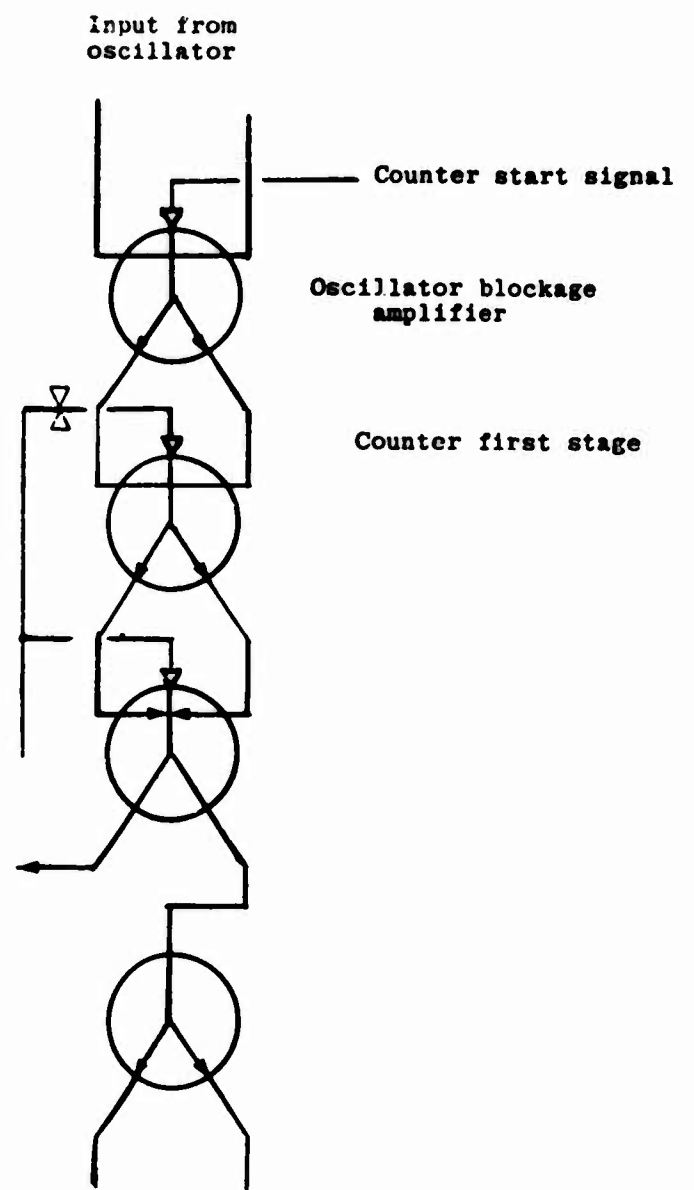 Input from
oscillator
Counter start signal
Oscillator blockage
amplifier
Counter first stage